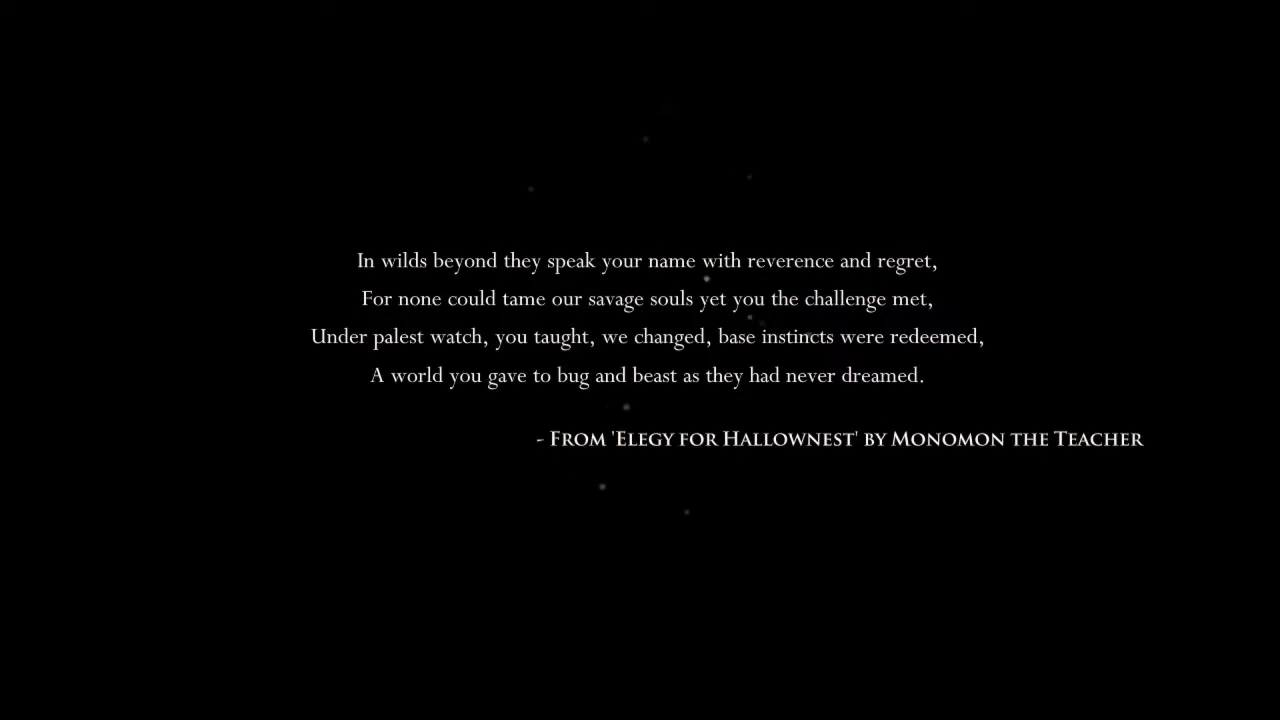 In wilds beyond they speak your name with reverence and regret,
For none could tame our savage souls yet you the challenge met,
Under palest watch, you taught, we changed, base instincts were redeemed,
A world you gave to bug and beast as they had never dreamed.
- From 'Elegy for Hallownest' by Monomon the Teacher